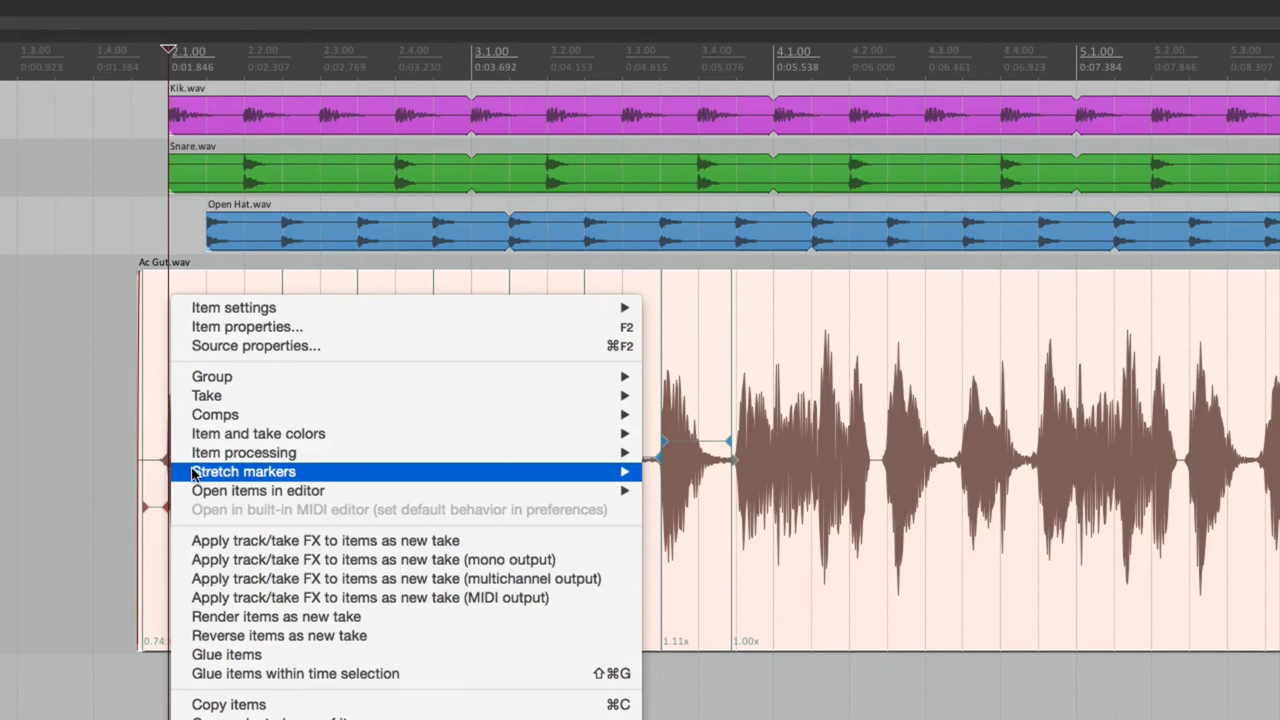 1.3.00 1.4.00 2.1.00 2.2.00 2.3.00 2.4.00 3.1.00 3.2.00 3.3.00 3.4.00 4.1.00 4.2.00 4.3.00 4.4.00 5.1.00 5.2.00 5.3.00
0:00.923 0:01.384 0:01.846 0:02.307 0:02.769 0:03.230 0:03.692 0:04.153 0:04.615 0:05.076 0:05.538 0:06.000 0:06.461 0:06.923 0:07.384 0:07.846 0:08.307
Kik.wav
Snare.wav
Open Hat.wav
Ac Gut.wav
Item settings
Item properties... F2
Source properties... ⌘F2
Group
Take
Comps
Item and take colors
Item processing
Stretch markers
Open items in editor
Open in built-in MIDI editor (set default behavior in preferences)
Apply track/take FX to items as new take
Apply track/take FX to items as new take (mono output)
Apply track/take FX to items as new take (multichannel output)
Apply track/take FX to items as new take (MIDI output)
Render items as new take
Reverse items as new take
0.74 1.11x 1.00x
Glue items
Glue items within time selection ⇧⌘G
Copy items ⌘C